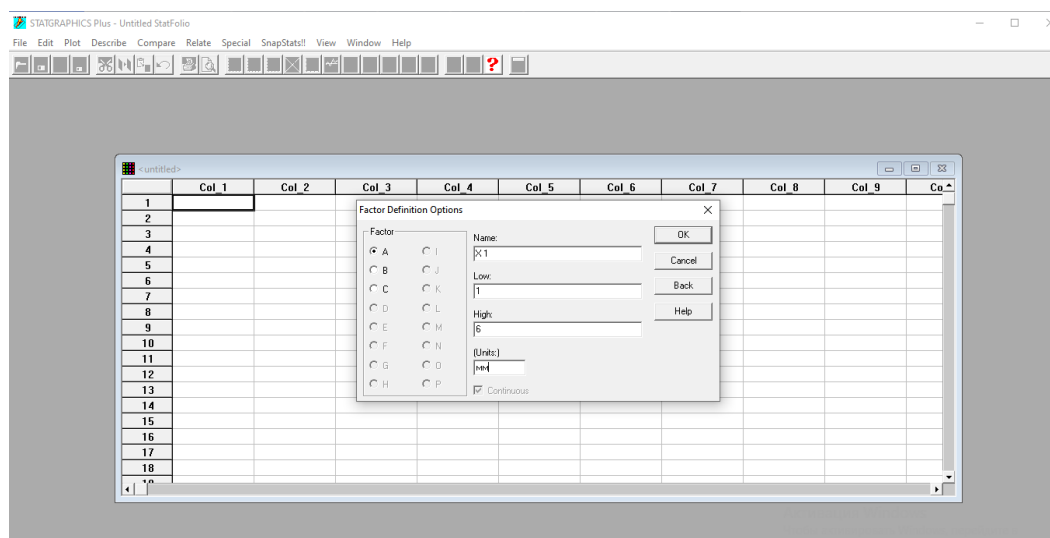 STATGRAPHICS Plus - Untitled StatFolio
File Edit Plot Describe Compare Relate Special SnapStats!! View Window Help
<untitled>
Col_1 Col_2 Col_3 Col_4 Col_5 Col_6 Col_7 Col_8 Col_9 Co
1
2
3
4
5
6
7
8
9
10
11
12
13
14
15
16
17
18
Factor Definition Options
Factor
A I
B J
C K
D L
E M
F N
G O
H P
Name:
X1
Low:
1
High:
6
(Units:)
мм
Continuous
OK
Cancel
Back
Help